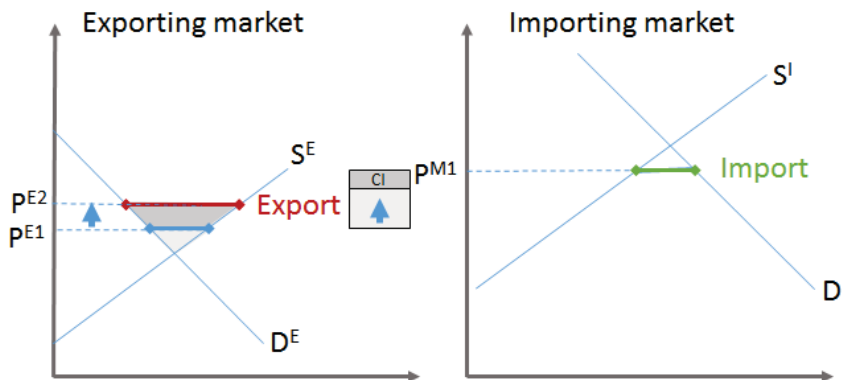 Exporting market
Importing market
S^I
S^E
CI
P^M1
Import
P^E2
Export
P^E1
D
D^E